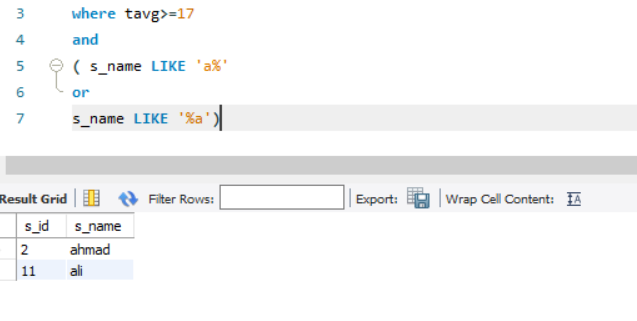 3 where tavg>=17
4 and
5 ( s_name LIKE 'a%'
6 or
7 s_name LIKE '%a')
Result Grid Filter Rows: Export: Wrap Cell Content: IA
s_id s_name
2 ahmad
11 ali